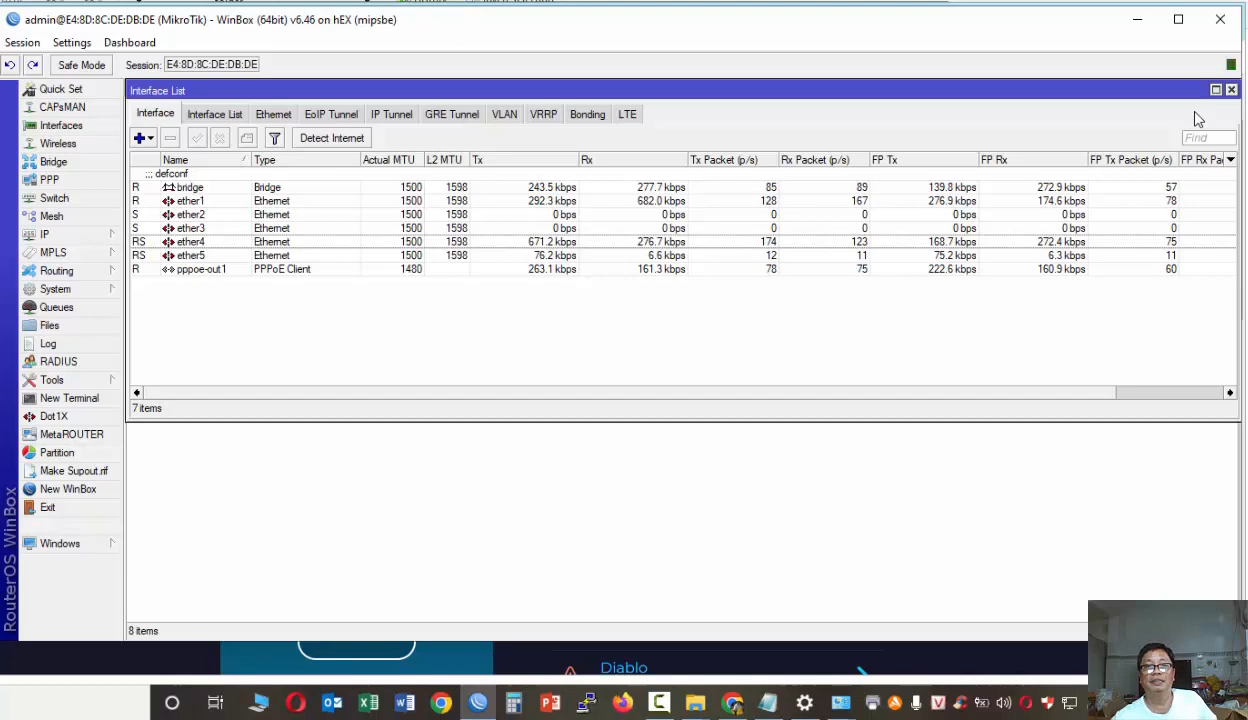 admin@E4:8D:8C:DE:DB:DE (MikroTik) - WinBox (64bit) v6.46 on hEX (mipsbe)
Session Settings Dashboard
Safe Mode Session: E4:8D:8C:DE:DB:DE
Quick Set
CAPsMAN
Interfaces
Wireless
Bridge
PPP
Switch
Mesh
IP
MPLS
Routing
System
Queues
Files
Log
RADIUS
Tools
New Terminal
Dot1X
MetaROUTER
Partition
Make Supout.rif
New WinBox
Exit
Windows
RouterOS WinBox
Interface List
Interface Interface List Ethernet EoIP Tunnel IP Tunnel GRE Tunnel VLAN VRRP Bonding LTE
Detect Internet Find
Name Type Actual MTU L2 MTU Tx Rx Tx Packet (p/s) Rx Packet (p/s) FP Tx FP Rx FP Tx Packet (p/s) FP Rx Pa
;;; defconf
R bridge Bridge 1500 1598 243.5 kbps 277.7 kbps 85 89 139.8 kbps 272.9 kbps 57
R ether1 Ethernet 1500 1598 292.3 kbps 682.0 kbps 128 167 276.9 kbps 174.6 kbps 78
S ether2 Ethernet 1500 1598 0 bps 0 bps 0 0 0 bps 0 bps 0
S ether3 Ethernet 1500 1598 0 bps 0 bps 0 0 0 bps 0 bps 0
RS ether4 Ethernet 1500 1598 671.2 kbps 276.7 kbps 174 123 168.7 kbps 272.4 kbps 75
RS ether5 Ethernet 1500 1598 76.2 kbps 6.6 kbps 12 11 75.2 kbps 6.3 kbps 11
R pppoe-out1 PPPoE Client 1480 263.1 kbps 161.3 kbps 78 75 222.6 kbps 160.9 kbps 60
7 items
8 items
Diablo